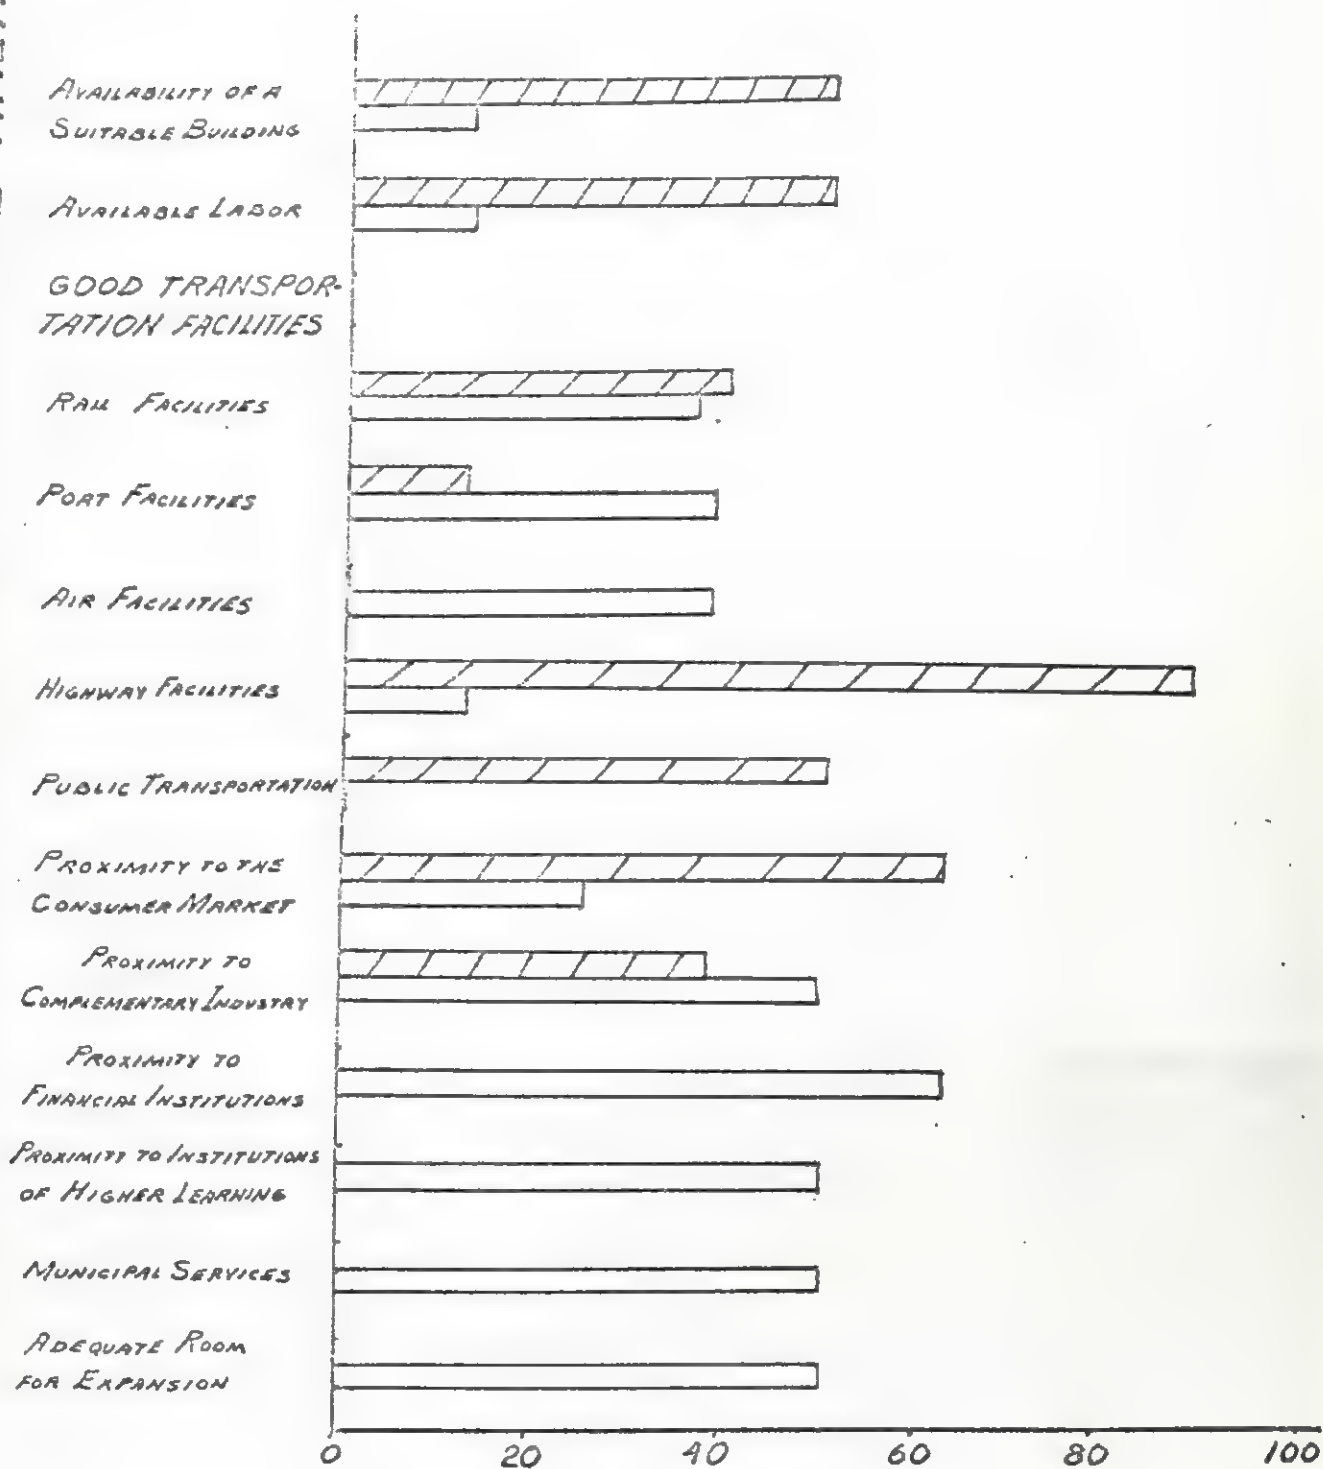 AVAILABILITY OF A
SUITABLE BUILDING
AVAILABLE LABOR
GOOD TRANSPOR-
TATION FACILITIES
RAIL FACILITIES
PORT FACILITIES
AIR FACILITIES
HIGHWAY FACILITIES
PUBLIC TRANSPORTATION
PROXIMITY TO THE
CONSUMER MARKET
PROXIMITY TO
COMPLEMENTARY INDUSTRY
PROXIMITY TO
FINANCIAL INSTITUTIONS
PROXIMITY TO INSTITUTIONS
OF HIGHER LEARNING
MUNICIPAL SERVICES
ADEQUATE ROOM
FOR EXPANSION
0 20 40 60 80 100